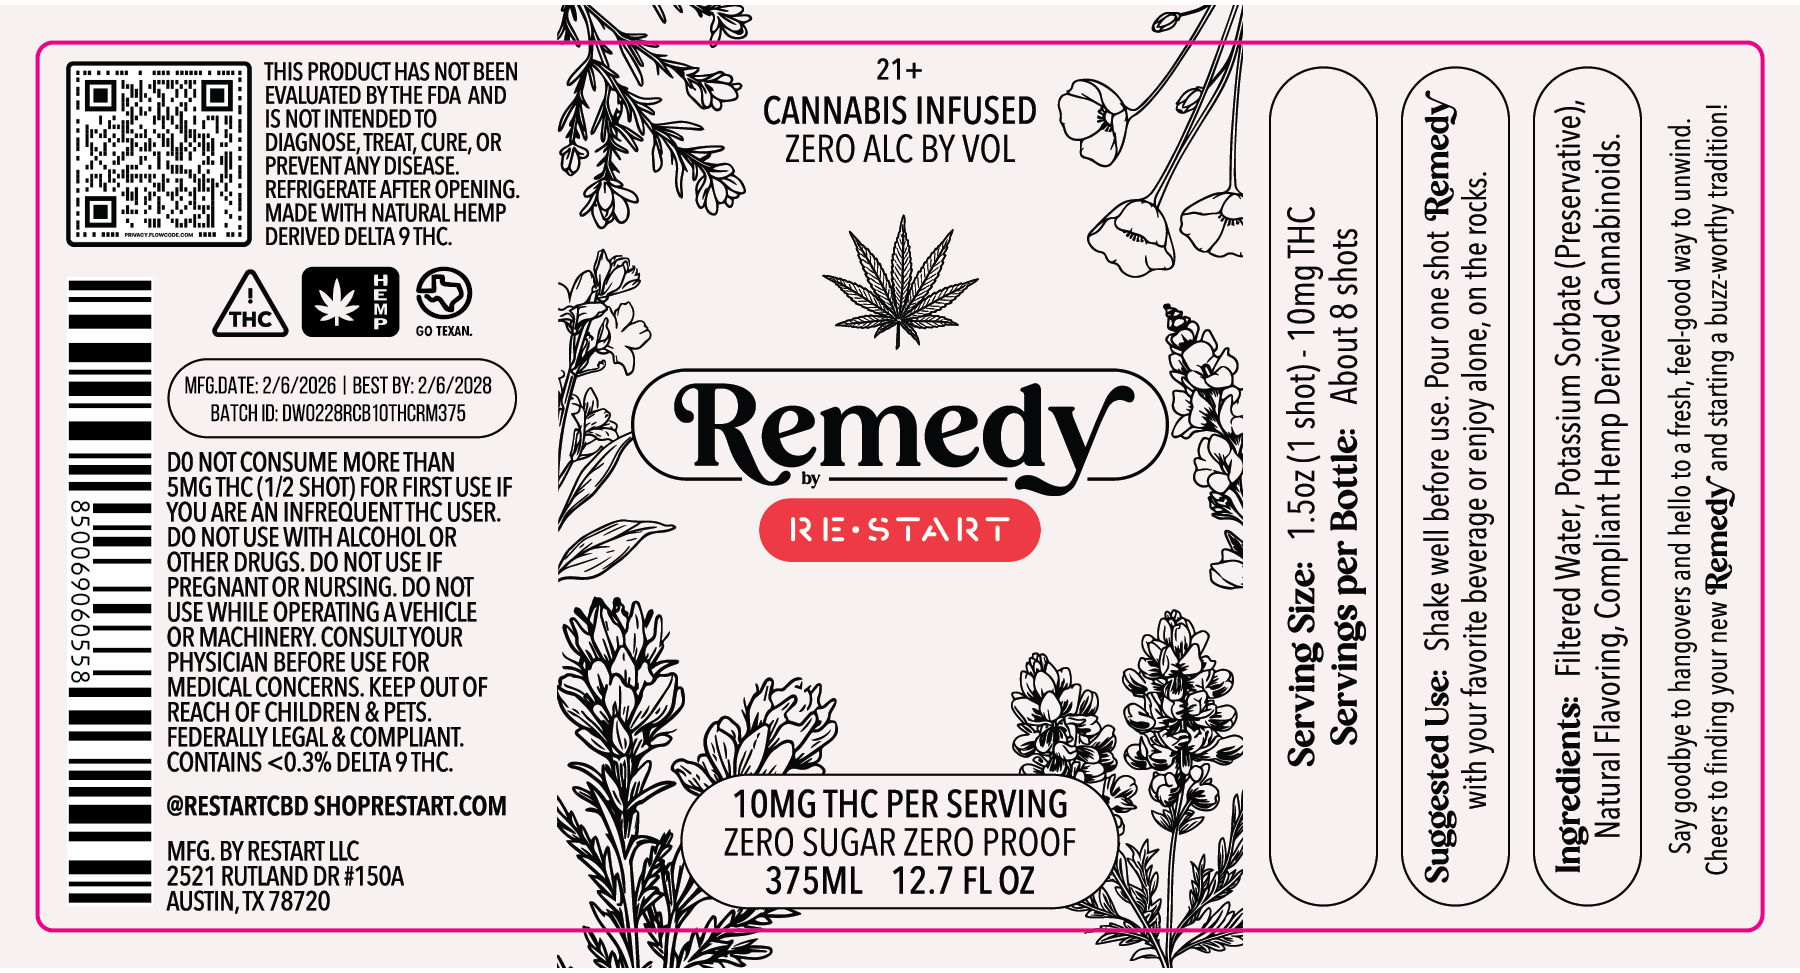 THIS PRODUCT HAS NOT BEEN
EVALUATED BY THE FDA AND
IS NOT INTENDED TO
DIAGNOSE, TREAT, CURE, OR
PREVENT ANY DISEASE.
REFRIGERATE AFTER OPENING.
MADE WITH NATURAL HEMP
DERIVED DELTA 9 THC.
PRIVACY.FLOWCODE.COM
!
THC
HEMP
GO TEXAN.
MFG.DATE: 2/6/2026 | BEST BY: 2/6/2028
BATCH ID: DW0228RCB10THCRM375
850069060558
DO NOT CONSUME MORE THAN
5MG THC (1/2 SHOT) FOR FIRST USE IF
YOU ARE AN INFREQUENT THC USER.
DO NOT USE WITH ALCOHOL OR
OTHER DRUGS. DO NOT USE IF
PREGNANT OR NURSING. DO NOT
USE WHILE OPERATING A VEHICLE
OR MACHINERY. CONSULT YOUR
PHYSICIAN BEFORE USE FOR
MEDICAL CONCERNS. KEEP OUT OF
REACH OF CHILDREN & PETS.
FEDERALLY LEGAL & COMPLIANT.
CONTAINS <0.3% DELTA 9 THC.
@RESTARTCBD SHOPRESTART.COM
MFG. BY RESTART LLC
2521 RUTLAND DR #150A
AUSTIN, TX 78720
21+
CANNABIS INFUSED
ZERO ALC BY VOL
Remedy
by
RE•START
10MG THC PER SERVING
ZERO SUGAR ZERO PROOF
375ML 12.7 FL OZ
Serving Size: 1.5oz (1 shot) - 10mg THC
Servings per Bottle: About 8 shots
Suggested Use: Shake well before use. Pour one shot Remedy
with your favorite beverage or enjoy alone, on the rocks.
Ingredients: Filtered Water, Potassium Sorbate (Preservative),
Natural Flavoring, Compliant Hemp Derived Cannabinoids.
Say goodbye to hangovers and hello to a fresh, feel-good way to unwind.
Cheers to finding your new Remedy and starting a buzz-worthy tradition!